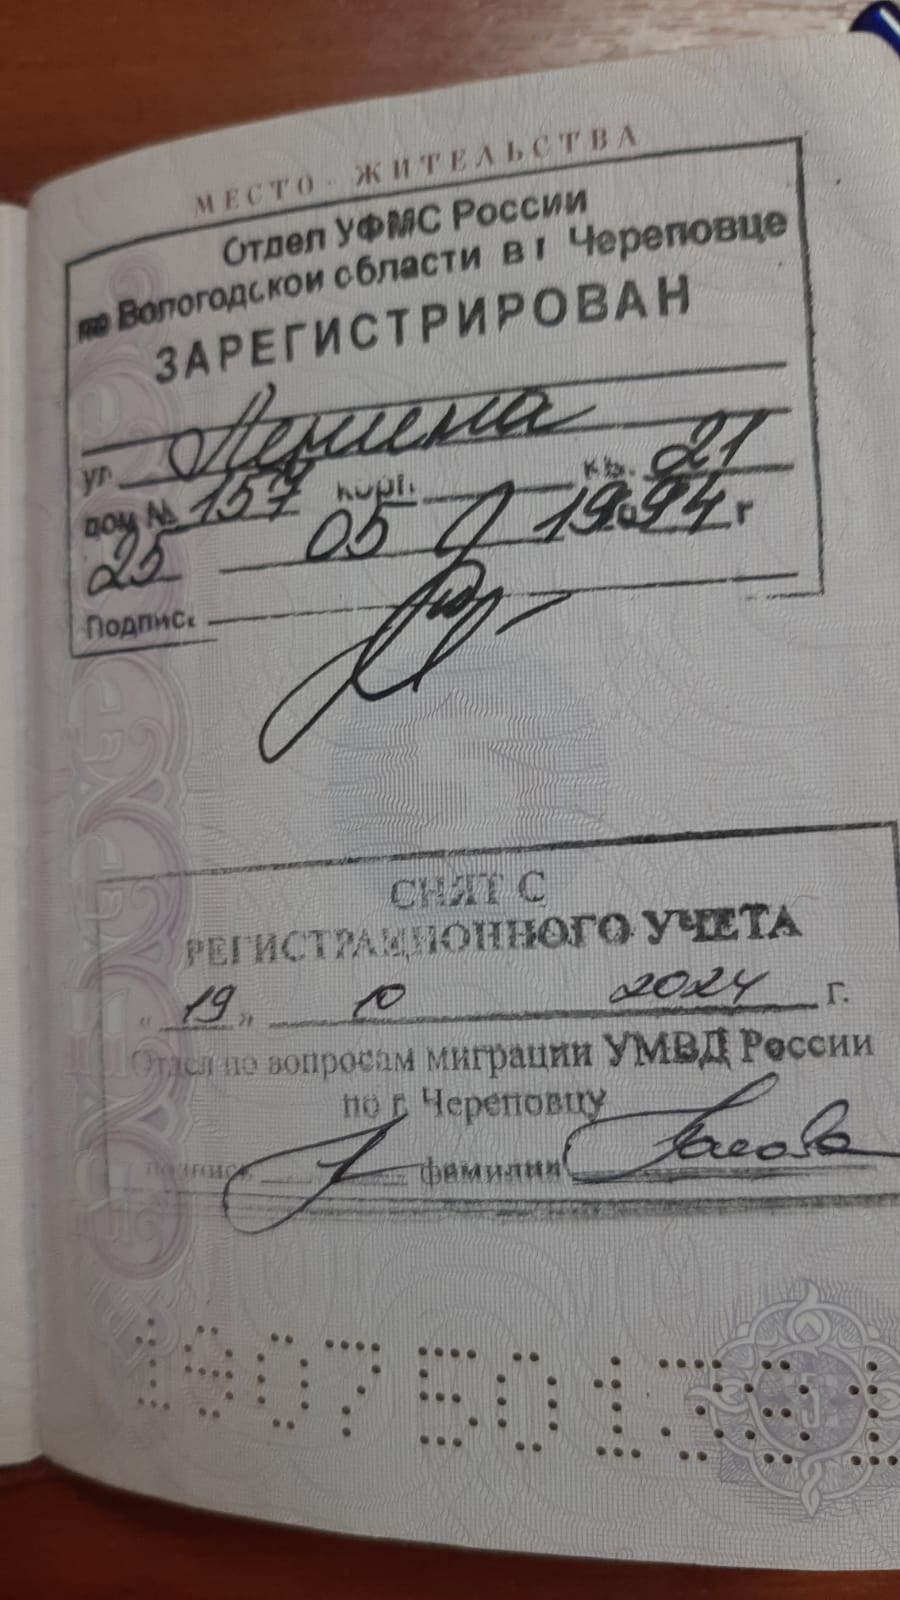 МЕСТО ЖИТЕЛЬСТВА
Отдел УФМС России
по Вологодской области в г Череповце
ЗАРЕГИСТРИРОВАН
ул Ленина
дом № 157 корп. кв. 21
25 05 1994 г
Подпись
СНЯТ С
РЕГИСТРАЦИОННОГО УЧЕТА
"19" 10 2024 г.
Отдел по вопросам миграции УМВД России
по г. Череповцу
подпись фамилия
1907 501391